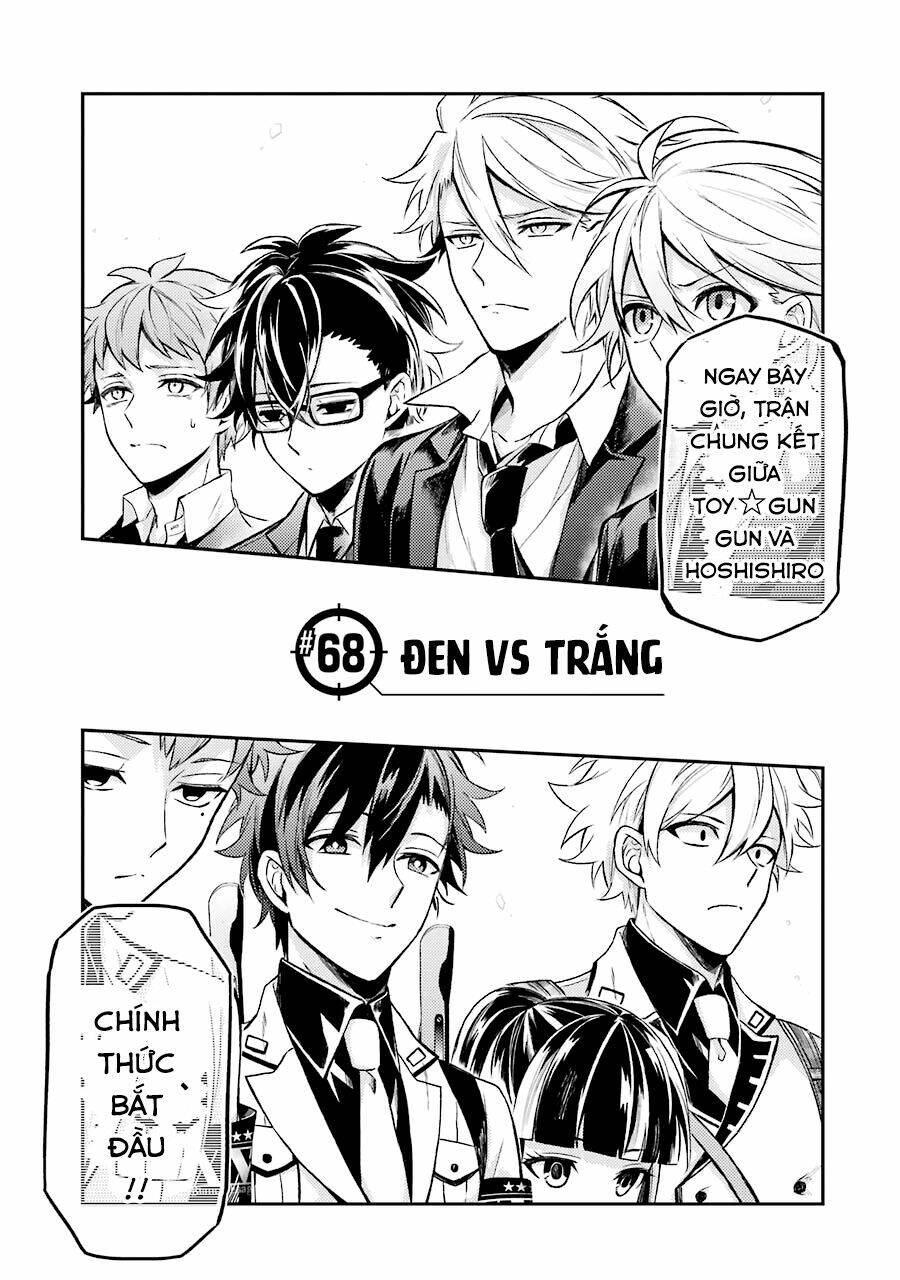 NGAY BÂY
GIỜ, TRẬN
CHUNG KẾT
GIỮA
TOY☆GUN
GUN VÀ
HOSHISHIRO
#68 ĐEN VS TRẮNG
CHÍNH
THỨC
BẮT
ĐẦU
!!